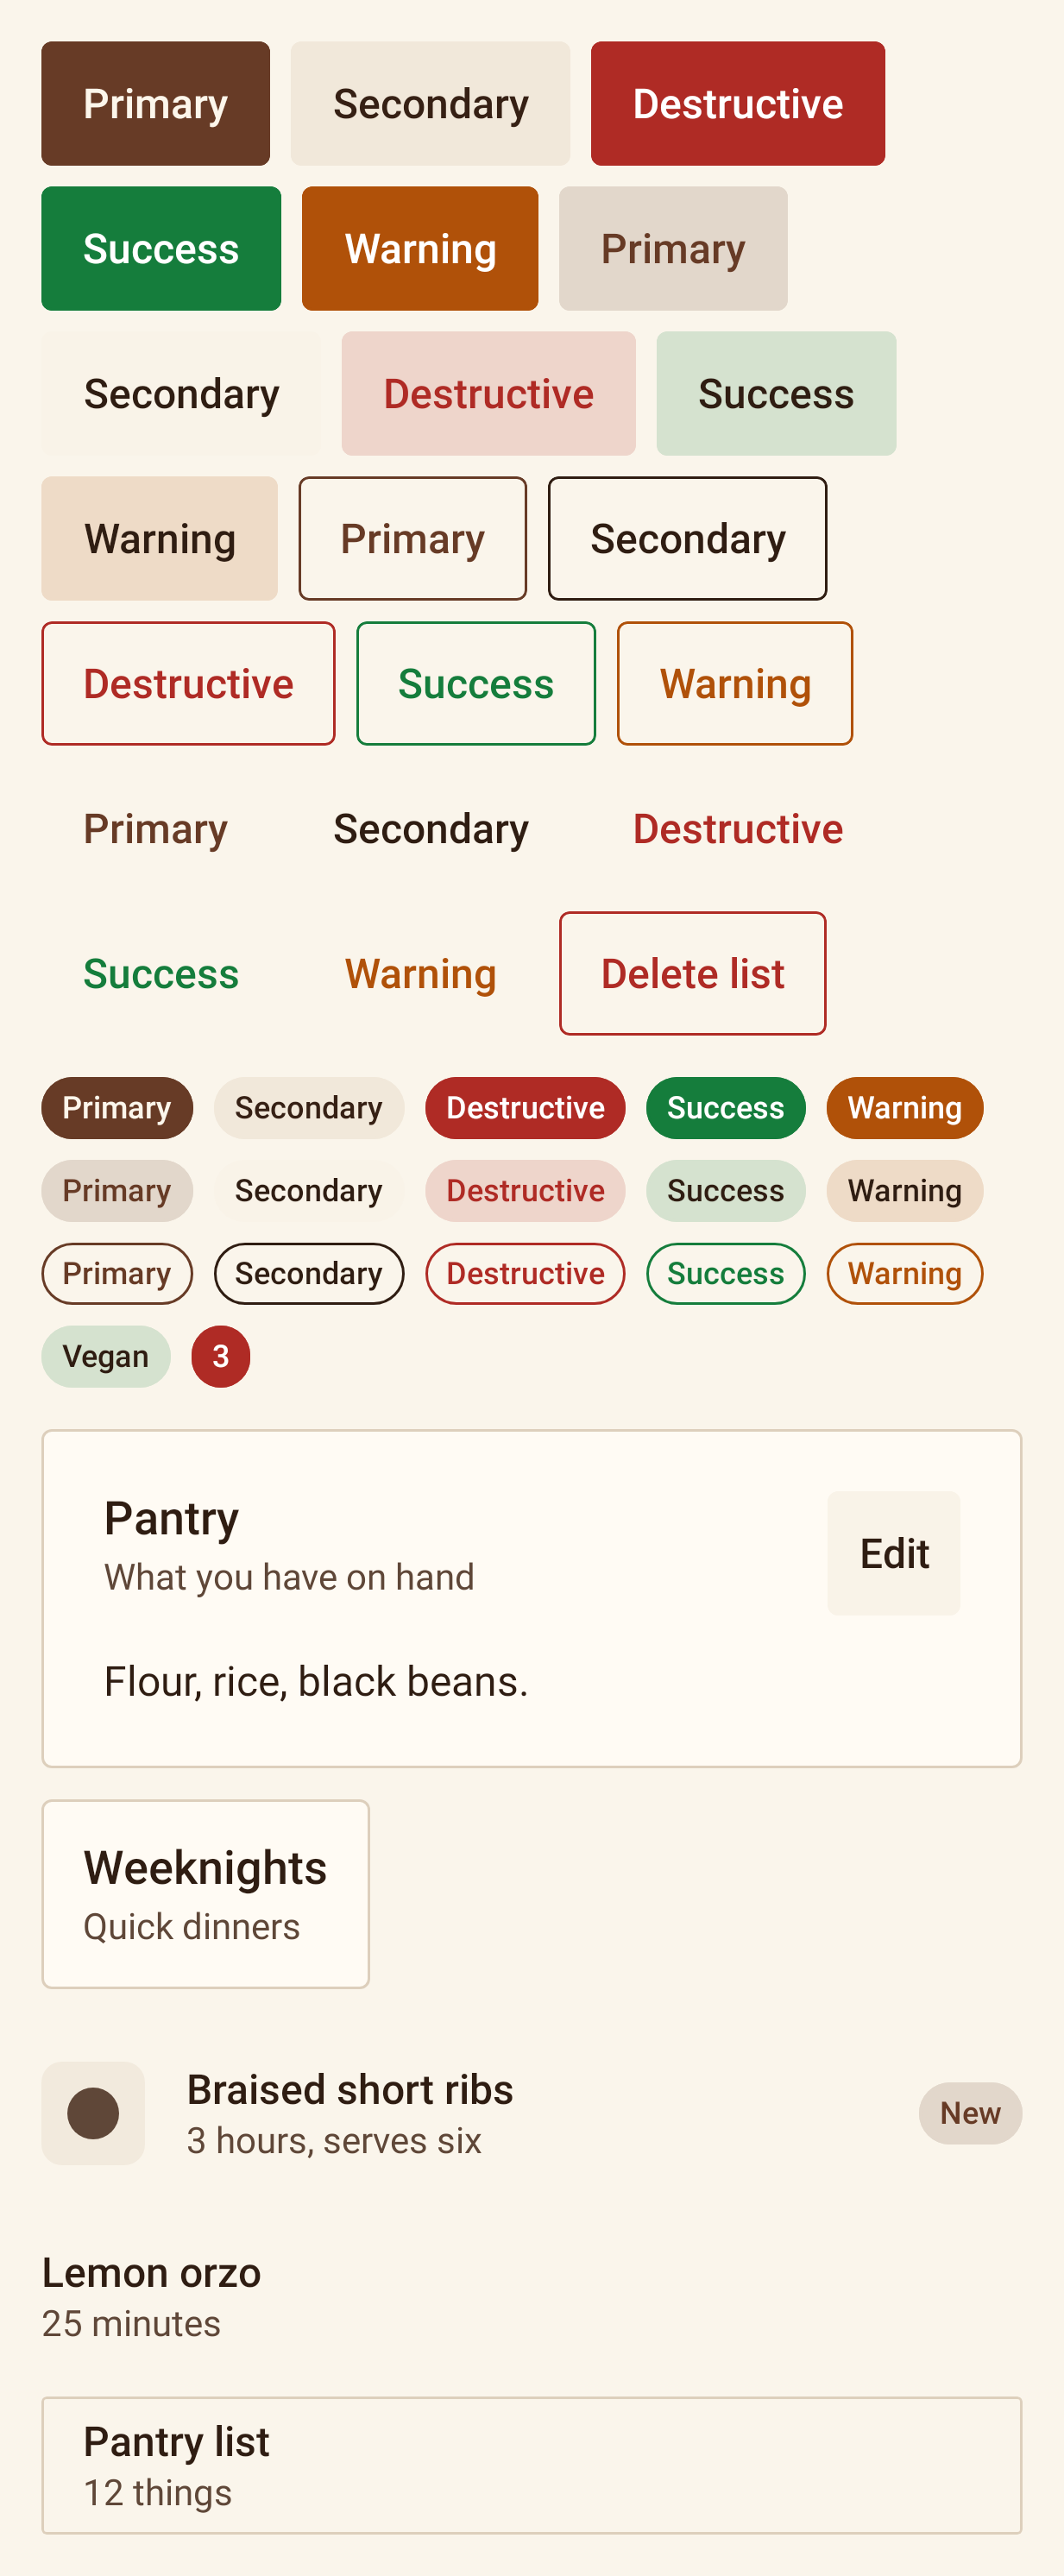 Primary Secondary Destructive
Success Warning Primary
Secondary Destructive Success
Warning Primary Secondary
Destructive Success Warning
Primary Secondary Destructive
Success Warning Delete list
Primary Secondary Destructive Success Warning
Primary Secondary Destructive Success Warning
Primary Secondary Destructive Success Warning
Vegan 3
Pantry
What you have on hand
Edit
Flour, rice, black beans.
Weeknights
Quick dinners
Braised short ribs
3 hours, serves six
New
Lemon orzo
25 minutes
Pantry list
12 things